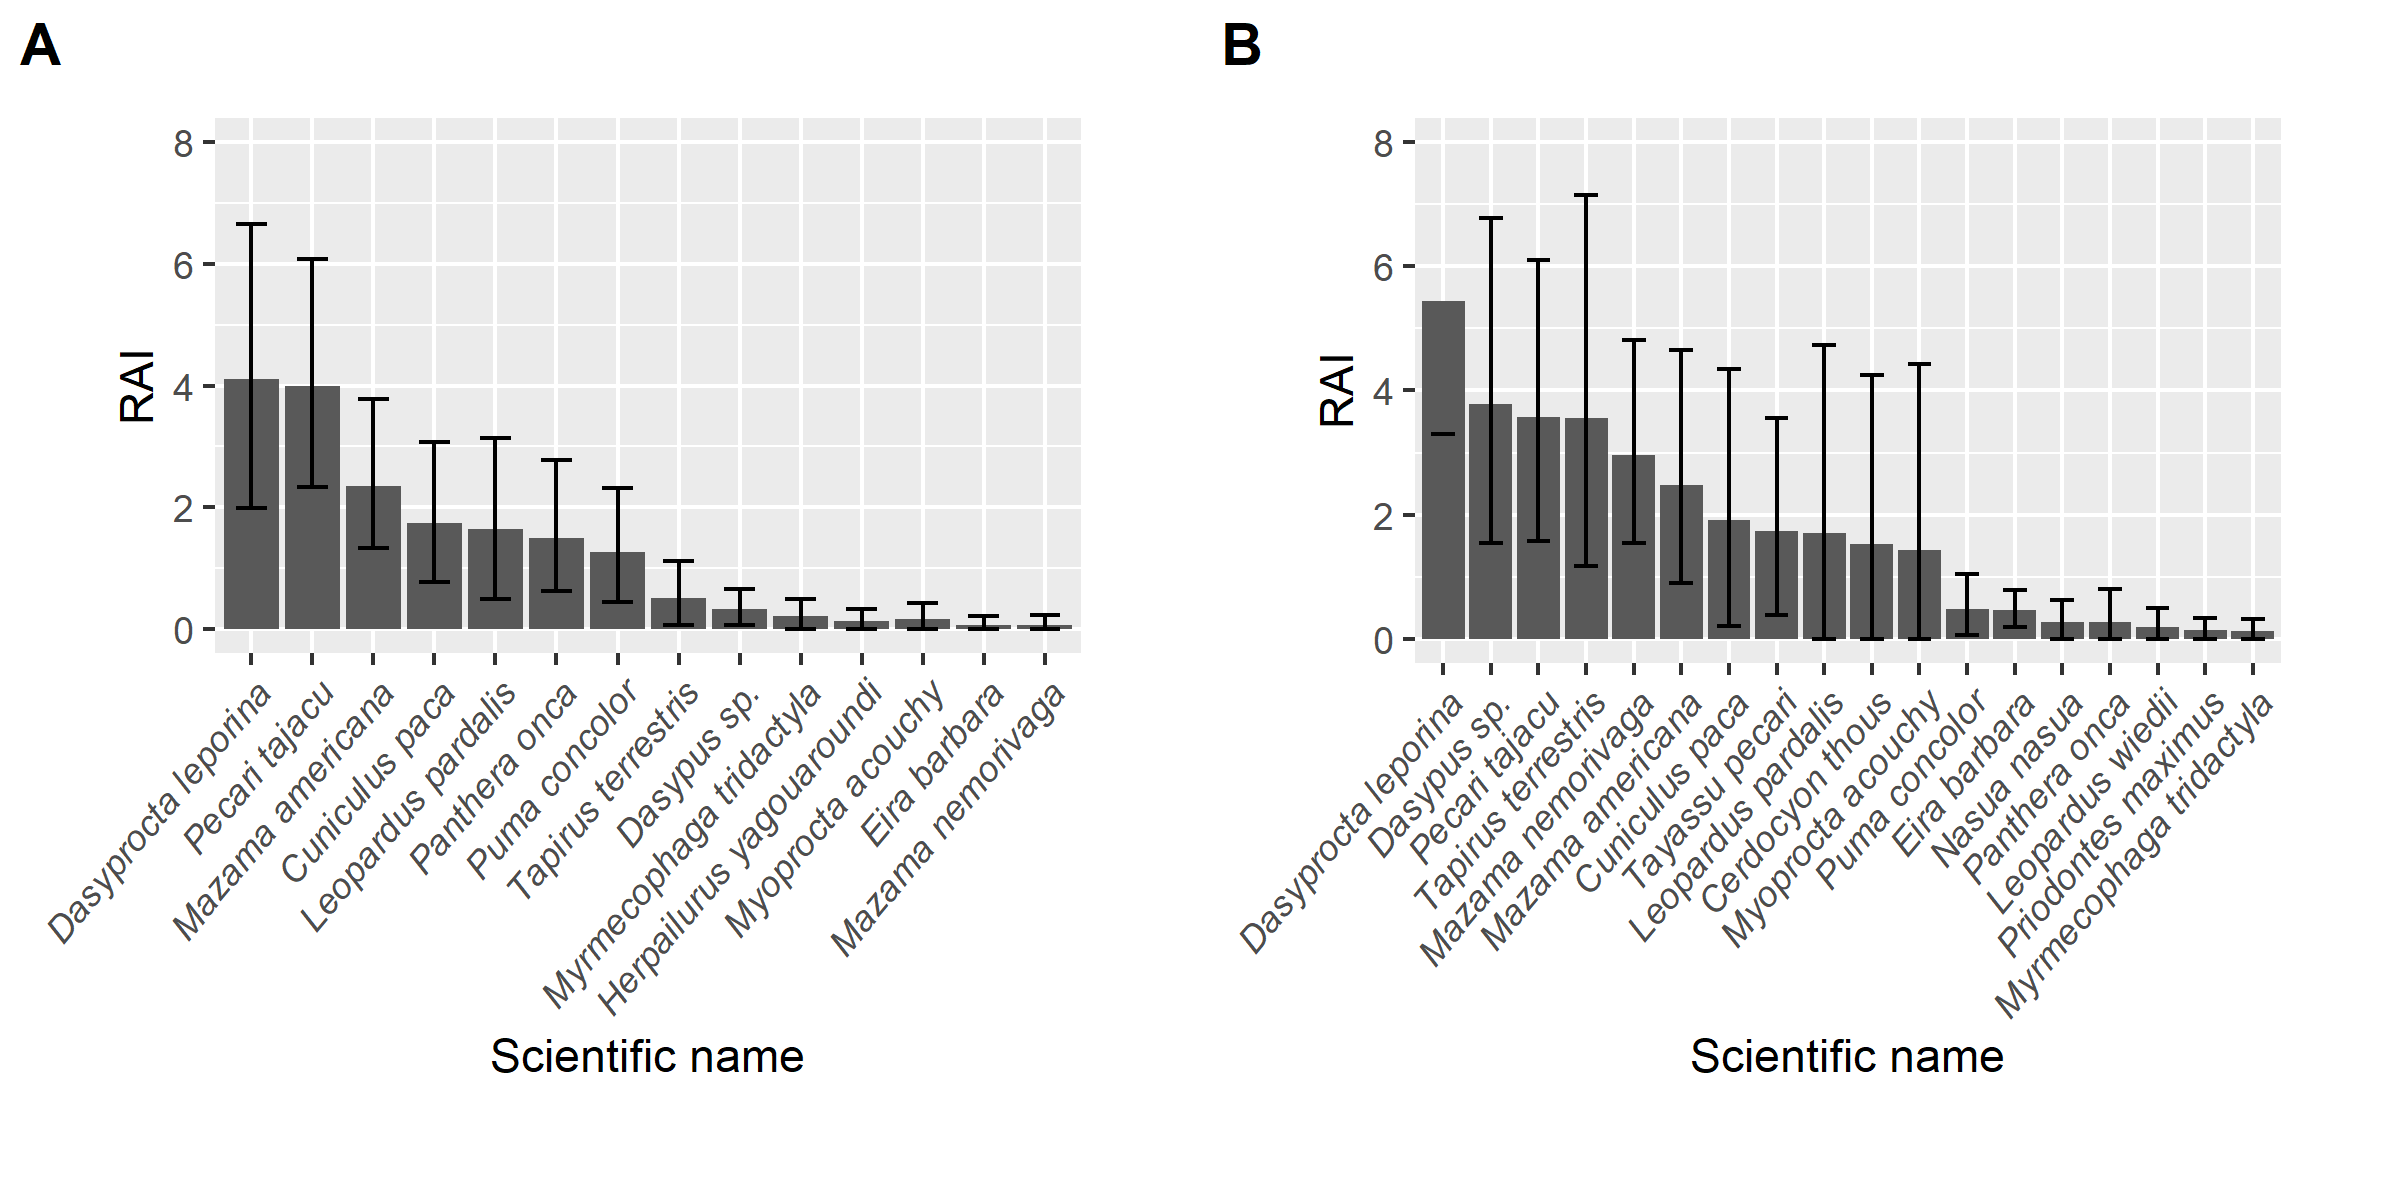 A
8
6
4
2
0
RAI
Dasyprocta leporina
Pecari tajacu
Mazama americana
Cuniculus paca
Leopardus pardalis
Panthera onca
Puma concolor
Tapirus terrestris
Dasypus sp.
Myrmecophaga tridactyla
Herpailurus yagouaroundi
Myoprocta acouchy
Eira barbara
Mazama nemorivaga
Scientific name
B
8
6
4
2
0
RAI
Dasyprocta leporina
Dasypus sp.
Pecari tajacu
Tapirus terrestris
Mazama nemorivaga
Mazama americana
Cuniculus paca
Tayassu pecari
Leopardus pardalis
Cerdocyon thous
Myoprocta acouchy
Puma concolor
Eira barbara
Nasua nasua
Panthera onca
Leopardus wiedii
Priodontes maximus
Myrmecophaga tridactyla
Scientific name